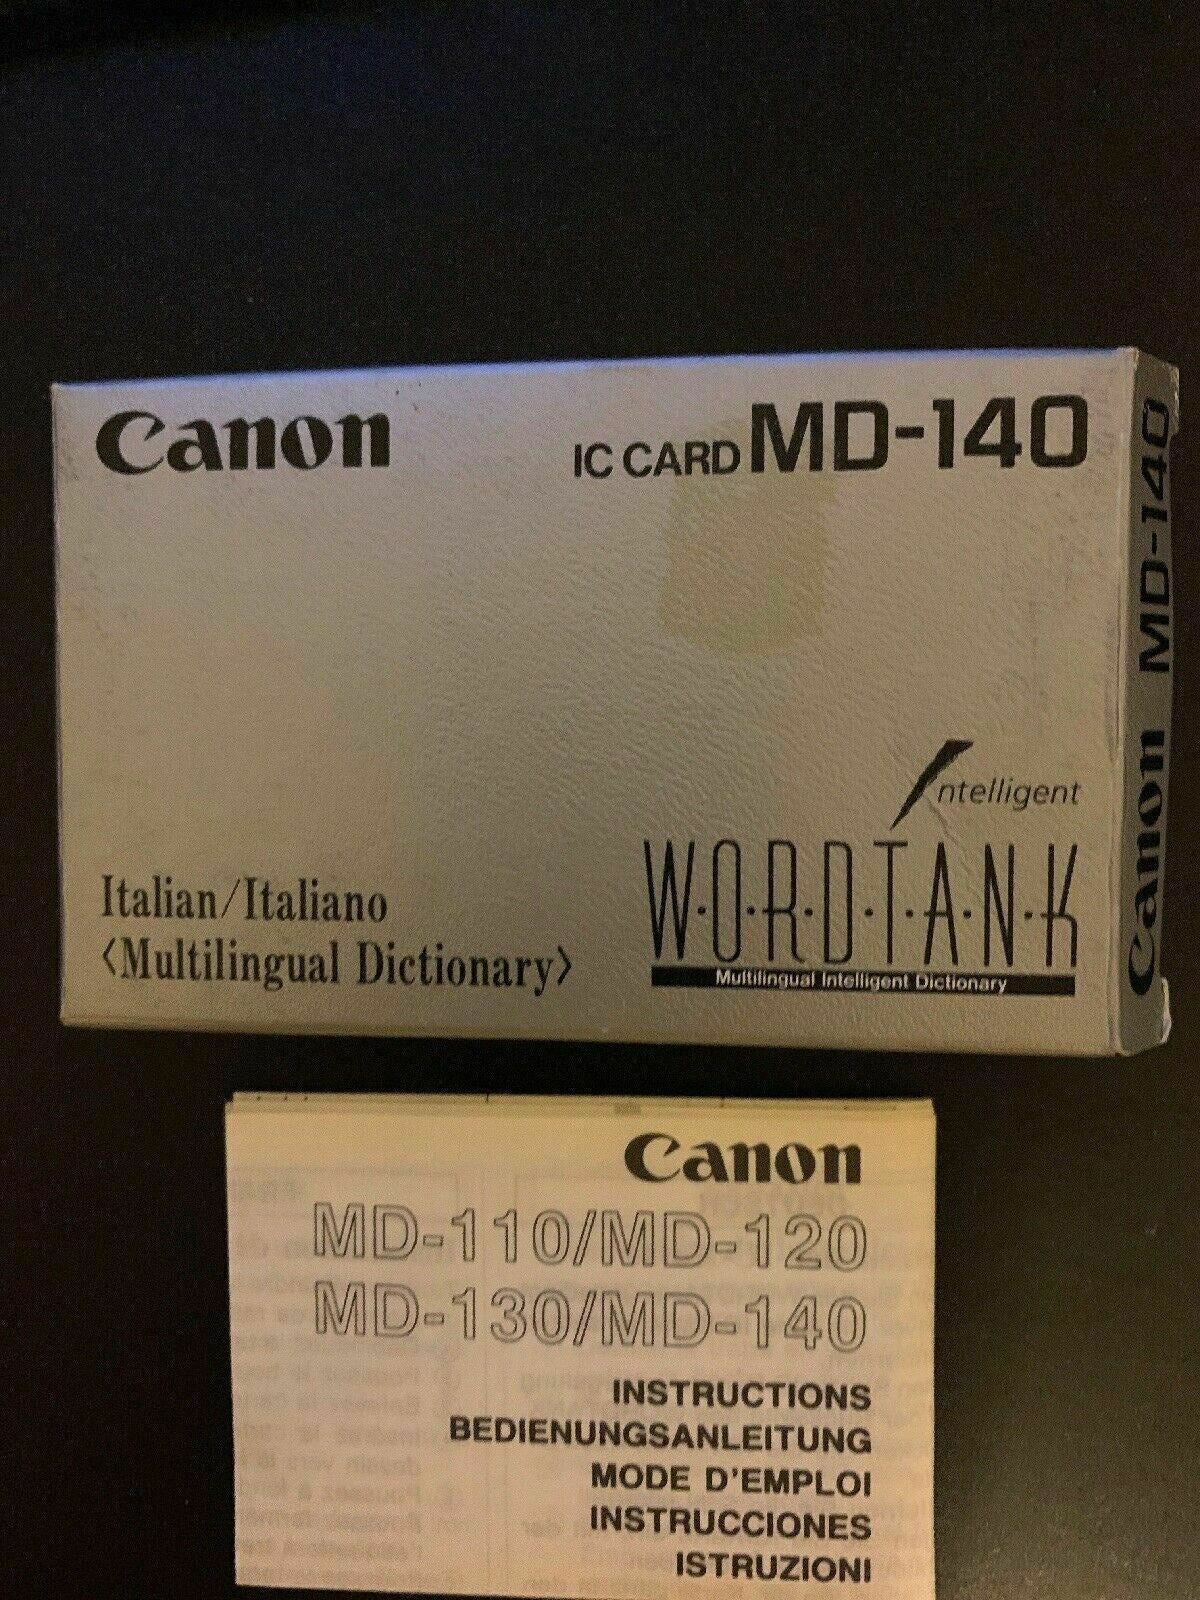 Canon
IC CARD MD-140
Intelligent
W·O·R·D·T·A·N·K
Multilingual Intelligent Dictionary
Italian/Italiano
<Multilingual Dictionary>
Canon MD-140
Canon
MD-110/MD-120
MD-130/MD-140
INSTRUCTIONS
BEDIENUNGSANLEITUNG
MODE D'EMPLOI
INSTRUCCIONES
ISTRUZIONI